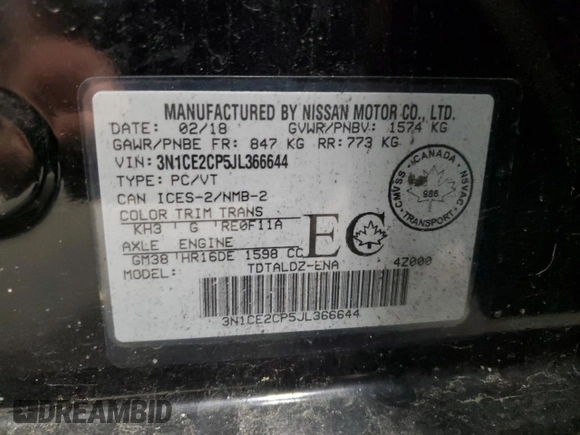 MANUFACTURED BY NISSAN MOTOR CO., LTD.
DATE: 02/18 GVWR/PNBV: 1574 KG
GAWR/PNBE FR: 847 KG RR: 773 KG
VIN: 3N1CE2CP5JL366644
TYPE: PC/VT
CAN ICES-2/NMB-2
COLOR TRIM TRANS
KH3 G RE0F11A
AXLE ENGINE
GM38 HR16DE 1598 CC
MODEL: TDTALDZ-ENA 4Z000
EC
CMVSS - CANADA - NSVAC
986
TRANSPORT
3N1CE2CP5JL366644
DREAMBID